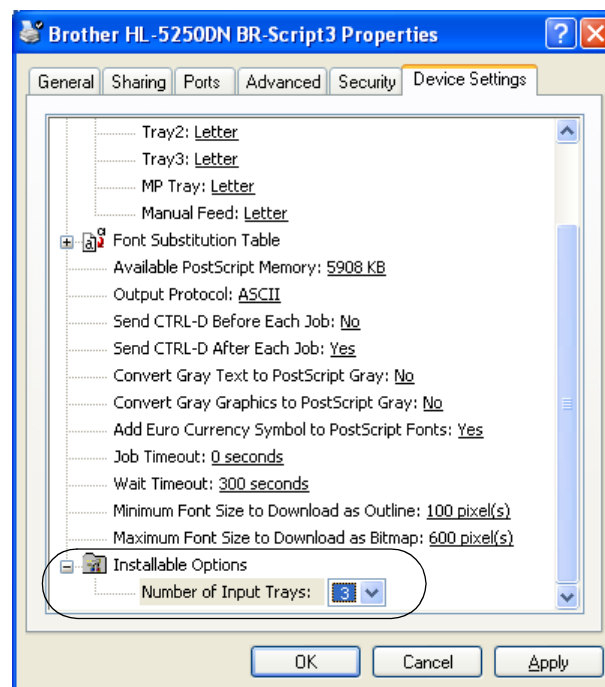 Brother HL-5250DN BR-Script3 Properties
General Sharing Ports Advanced Security Device Settings
Tray2: Letter
Tray3: Letter
MP Tray: Letter
Manual Feed: Letter
Font Substitution Table
Available PostScript Memory: 5908 KB
Output Protocol: ASCII
Send CTRL-D Before Each Job: No
Send CTRL-D After Each Job: Yes
Convert Gray Text to PostScript Gray: No
Convert Gray Graphics to PostScript Gray: No
Add Euro Currency Symbol to PostScript Fonts: Yes
Job Timeout: 0 seconds
Wait Timeout: 300 seconds
Minimum Font Size to Download as Outline: 100 pixel(s)
Maximum Font Size to Download as Bitmap: 600 pixel(s)
Installable Options
Number of Input Trays: 3
OK Cancel Apply